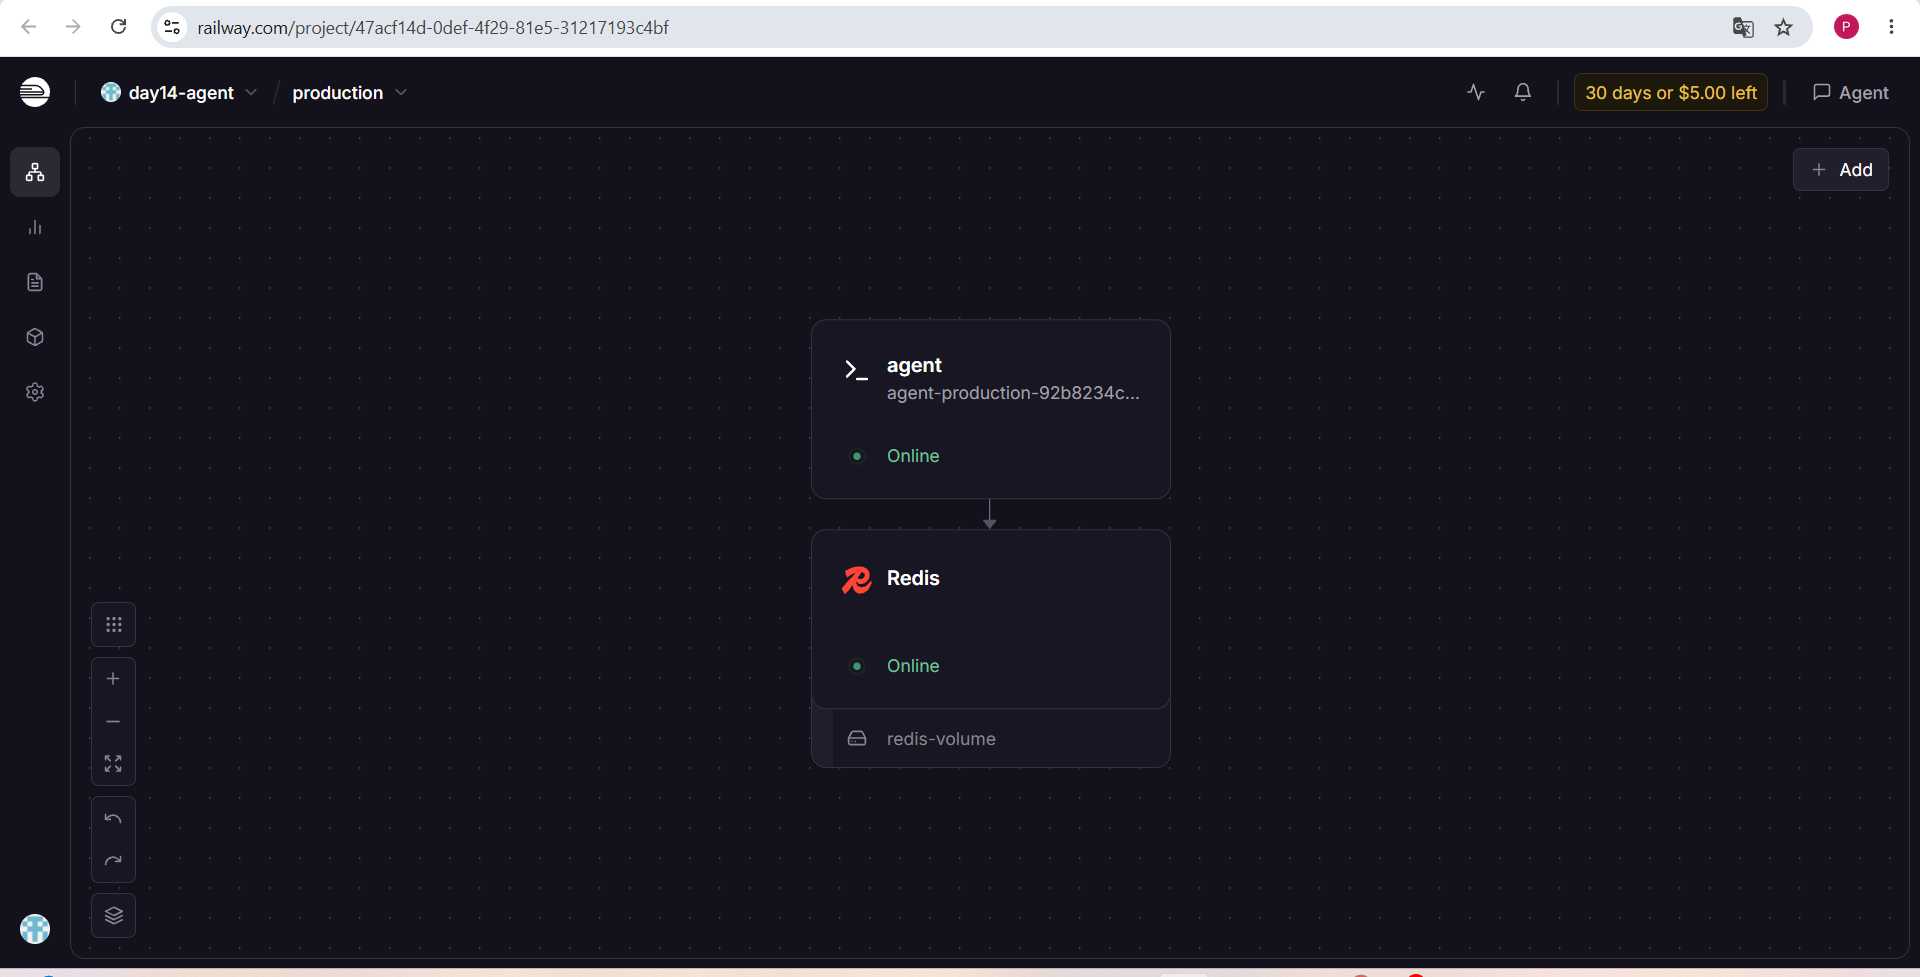 railway.com/project/47acf14d-0def-4f29-81e5-31217193c4bf
P
day14-agent / production
30 days or $5.00 left
Agent
+ Add
agent
agent-production-92b8234c...
Online
Redis
Online
redis-volume